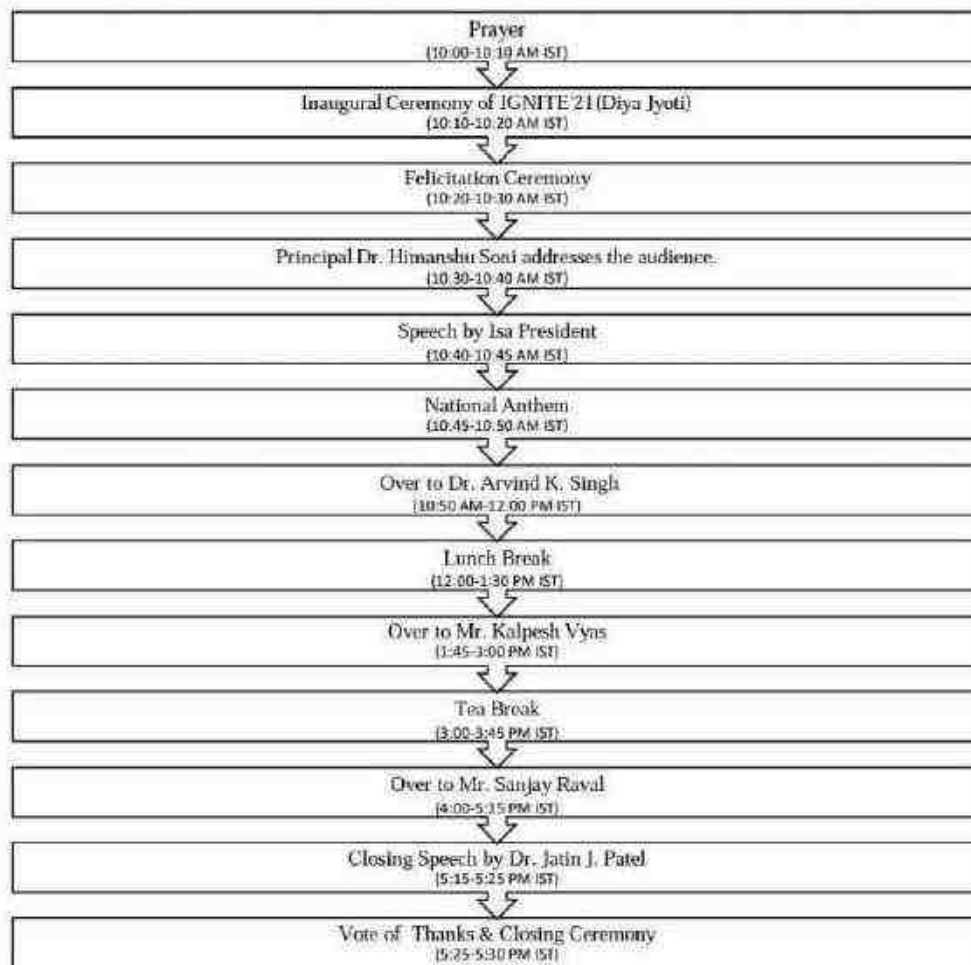 Prayer
(10:00-10:10 AM IST)
Inaugural Ceremony of IGNITE 21 (Diya Jyoti)
(10:10-10:20 AM IST)
Felicitation Ceremony
(10:20-10:30 AM IST)
Principal Dr. Himanshu Soni addresses the audience.
(10:30-10:40 AM IST)
Speech by Isa President
(10:40-10:45 AM IST)
National Anthem
(10:45-10:50 AM IST)
Over to Dr. Arvind K. Singh
(10:50 AM-12:00 PM IST)
Lunch Break
(12:00-1:30 PM IST)
Over to Mr. Kalpesh Vyas
(1:45-3:00 PM IST)
Tea Break
(3:00-3:45 PM IST)
Over to Mr. Sanjay Raval
(4:00-5:15 PM IST)
Closing Speech by Dr. Jatin J. Patel
(5:15-5:25 PM IST)
Vote of Thanks & Closing Ceremony
(5:25-5:30 PM IST)